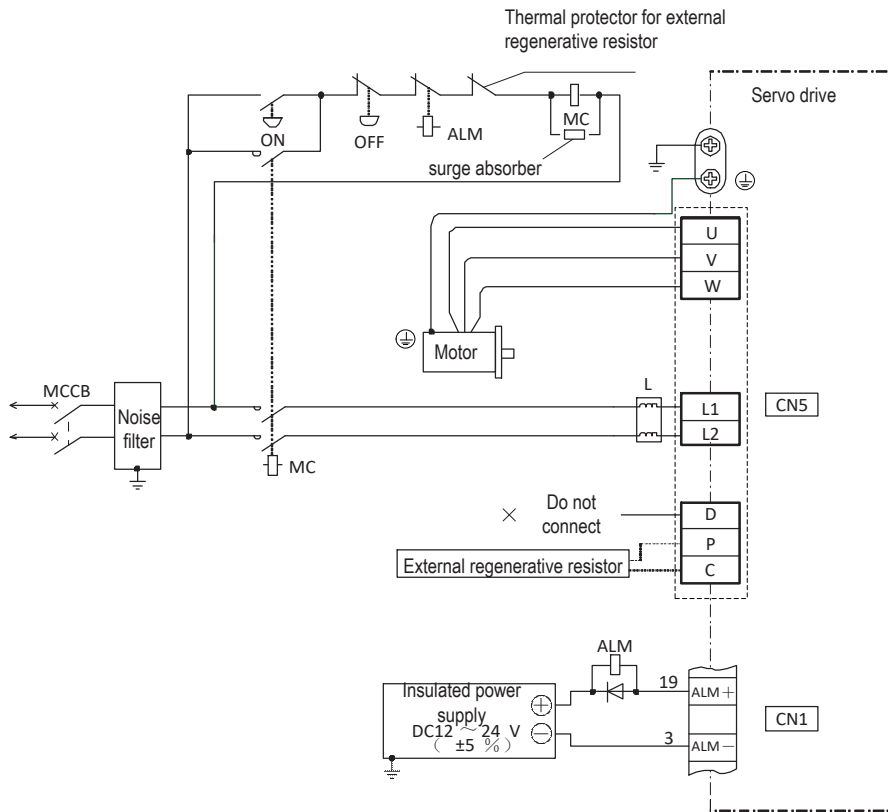 Thermal protector for external
regenerative resistor
Servo drive
ON
OFF
ALM
MC
surge absorber
U
V
W
Motor
MCCB
Noise
filter
L
L1
L2
CN5
MC
Do not
connect
D
P
C
External regenerative resistor
ALM
Insulated power
supply
DC12 ~ 24 V
( ±5 % )
19
ALM+
3
ALM−
CN1